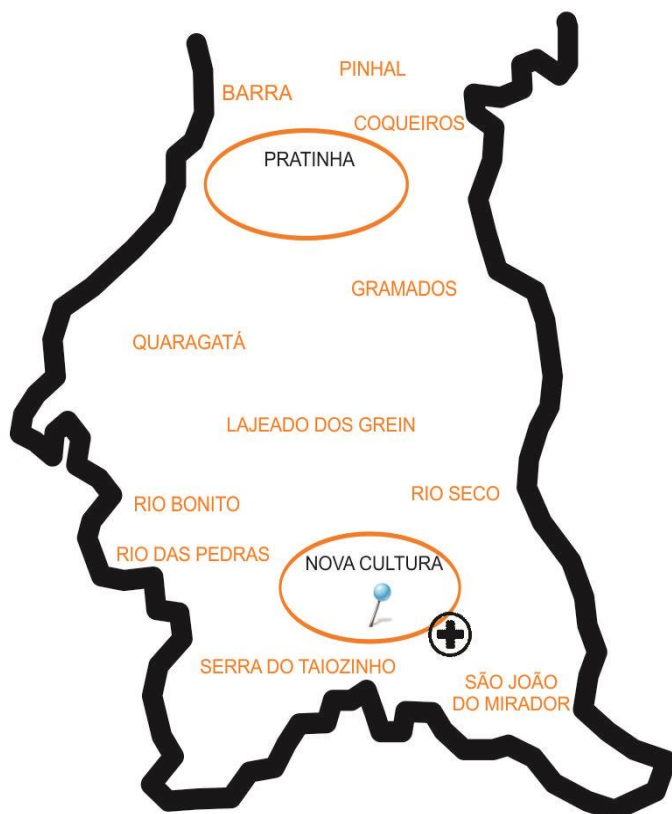 PINHAL
BARRA
COQUEIROS
PRATINHA
GRAMADOS
QUARAGATÁ
LAJEADO DOS GREIN
RIO SECO
RIO BONITO
RIO DAS PEDRAS
NOVA CULTURA
SERRA DO TAIOZINHO
SÃO JOÃO
DO MIRADOR